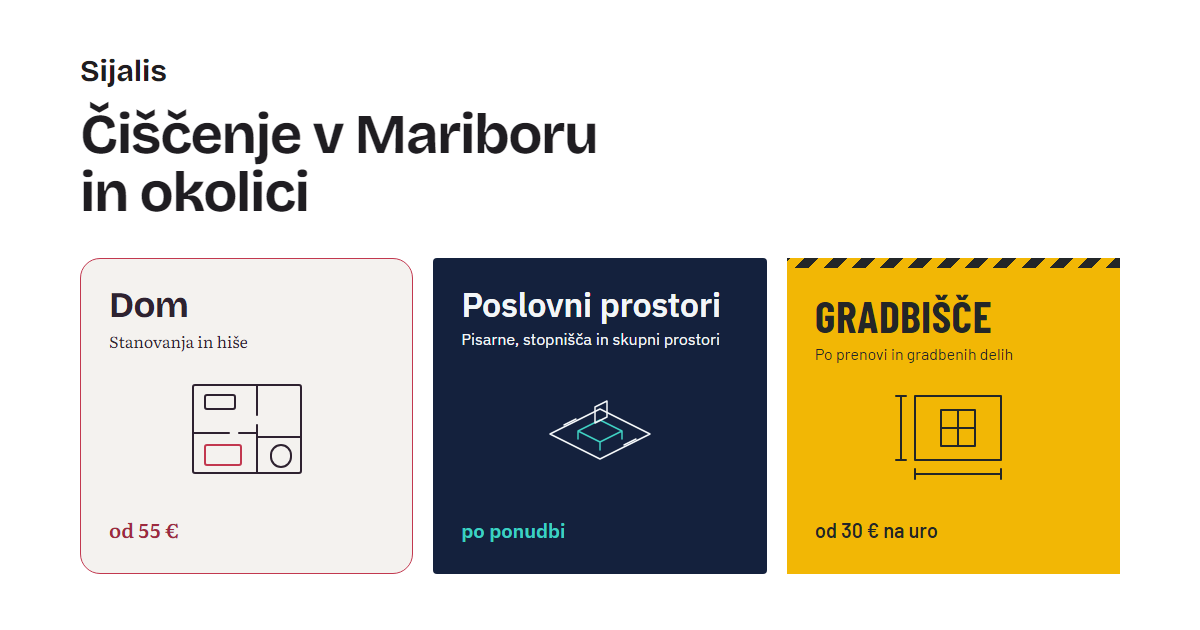 Sijalis
Čiščenje v Mariboru
in okolici
Dom
Stanovanja in hiše
od 55 €
Poslovni prostori
Pisarne, stopnišča in skupni prostori
po ponudbi
GRADBIŠČE
Po prenovi in gradbenih delih
od 30 € na uro